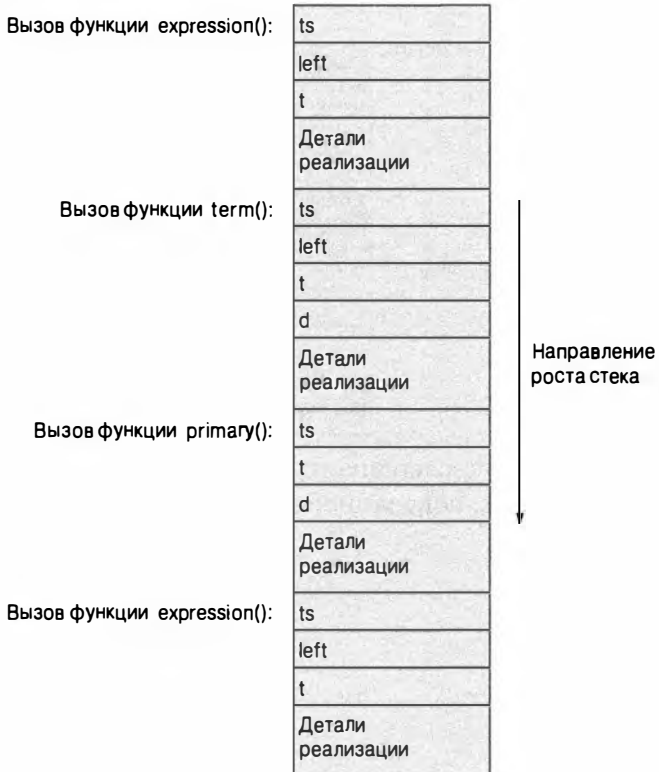 Вызов функции expression():
ts
left
t
Детали
реализации
Вызов функции term():
ts
left
t
d
Детали
реализации
Направление
роста стека
Вызов функции primary():
ts
t
d
Детали
реализации
Вызов функции expression():
ts
left
t
Детали
реализации